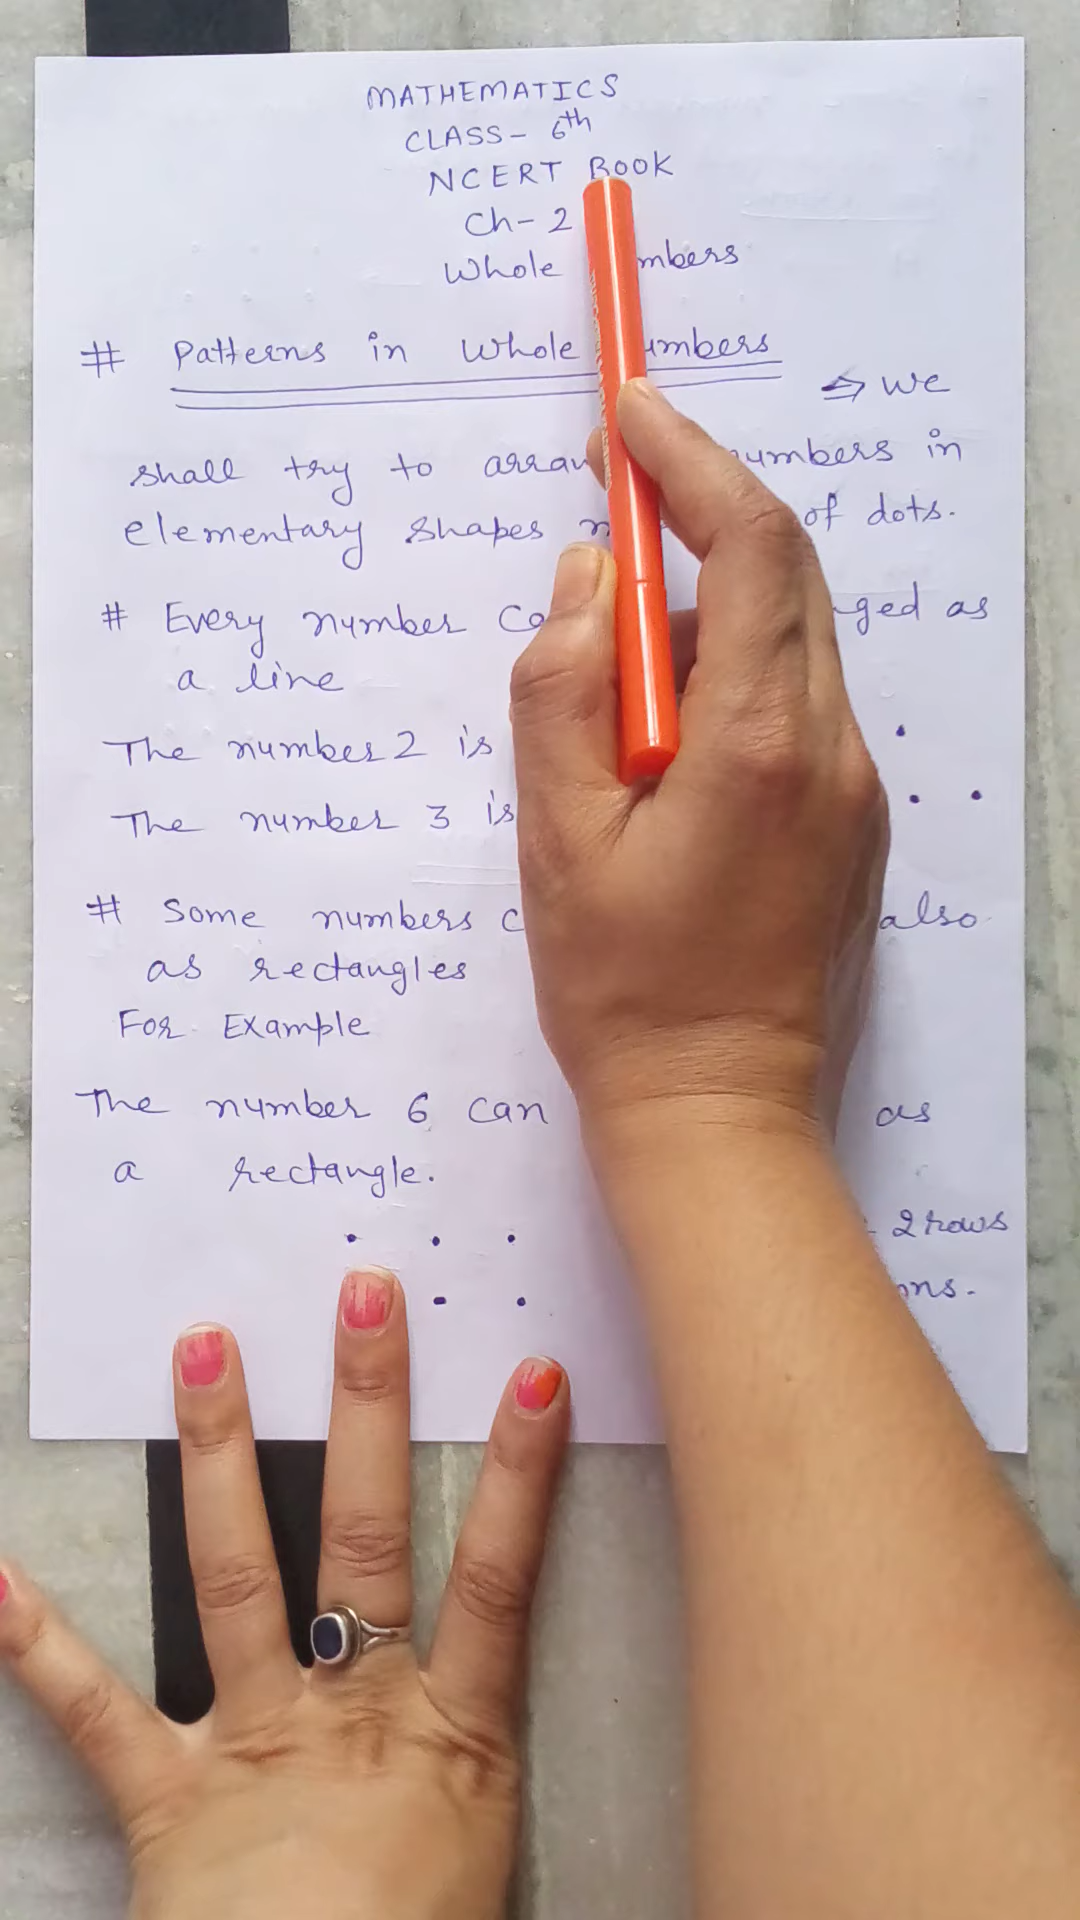 MATHEMATICS
CLASS - 6th
NCERT BOOK
Ch - 2
Whole
# Patterns in Whole
⇒ We
shall try to in
elementary shapes of dots.
# Every number as
a line
The number 2 is
The number 3 is
# Some numbers also
as rectangles
For Example
The number 6 can as
a rectangle.
2 rows